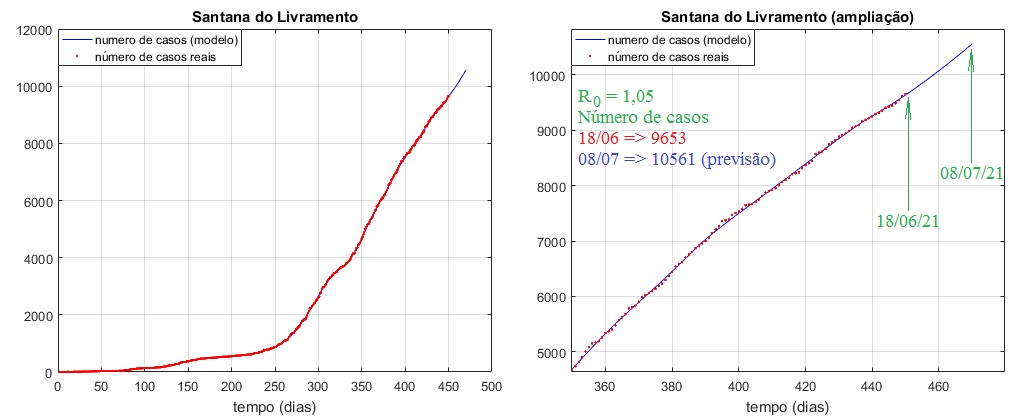 Santana do Livramento
numero de casos (modelo)
número de casos reais
12000
10000
8000
6000
4000
2000
0
0 50 100 150 200 250 300 350 400 450 500
tempo (dias)
Santana do Livramento (ampliação)
numero de casos (modelo)
número de casos reais
R0 = 1,05
Número de casos
18/06 => 9653
08/07 => 10561 (previsão)
08/07/21
18/06/21
10000
9000
8000
7000
6000
5000
360 380 400 420 440 460
tempo (dias)